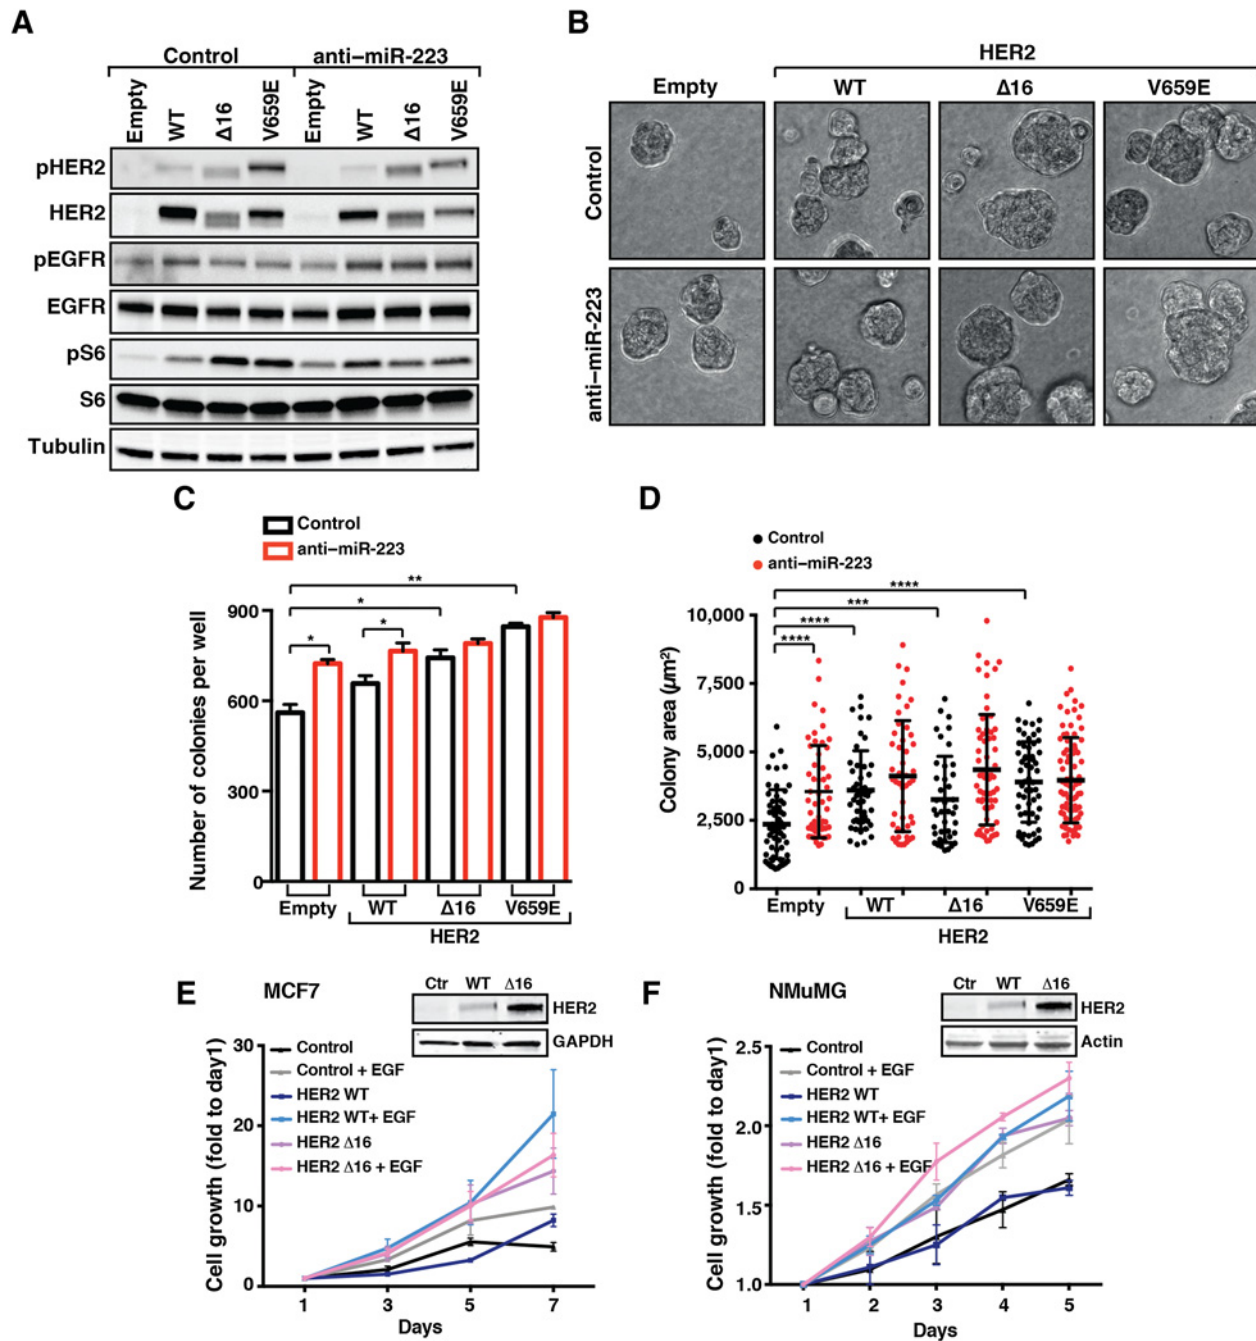 A
Control anti–miR-223
Empty WT Δ16 V659E Empty WT Δ16 V659E
pHER2
HER2
pEGFR
EGFR
pS6
S6
Tubulin
B
HER2
Empty WT Δ16 V659E
Control
anti–miR-223
C
Control
anti–miR-223
Number of colonies per well
900
600
300
0
**
*
*
*
Empty WT Δ16 V659E
HER2
D
Control
anti–miR-223
Colony area (µm²)
10,000
7,500
5,000
2,500
0
****
***
****
****
Empty WT Δ16 V659E
HER2
E MCF7
Ctr WT Δ16
HER2
GAPDH
Control
Control + EGF
HER2 WT
HER2 WT+ EGF
HER2 Δ16
HER2 Δ16 + EGF
Cell growth (fold to day1)
30
20
10
0
1 3 5 7
Days
F NMuMG
Ctr WT Δ16
HER2
Actin
Control
Control + EGF
HER2 WT
HER2 WT+ EGF
HER2 Δ16
HER2 Δ16 + EGF
Cell growth (fold to day1)
2.5
2.0
1.5
1.0
1 2 3 4 5
Days